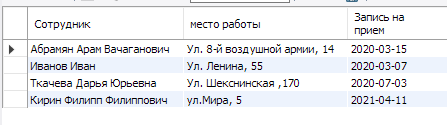 Сотрудник место работы Запись на прием
Абрамян Арам Вачаганович Ул. 8-й воздушной армии, 14 2020-03-15
Иванов Иван Ул. Ленина, 55 2020-03-02
Ткачева Дарья Юрьевна Ул. Шекснинская ,170 2020-07-03
Кирин Филипп Филиппович ул.Мира, 5 2021-04-11